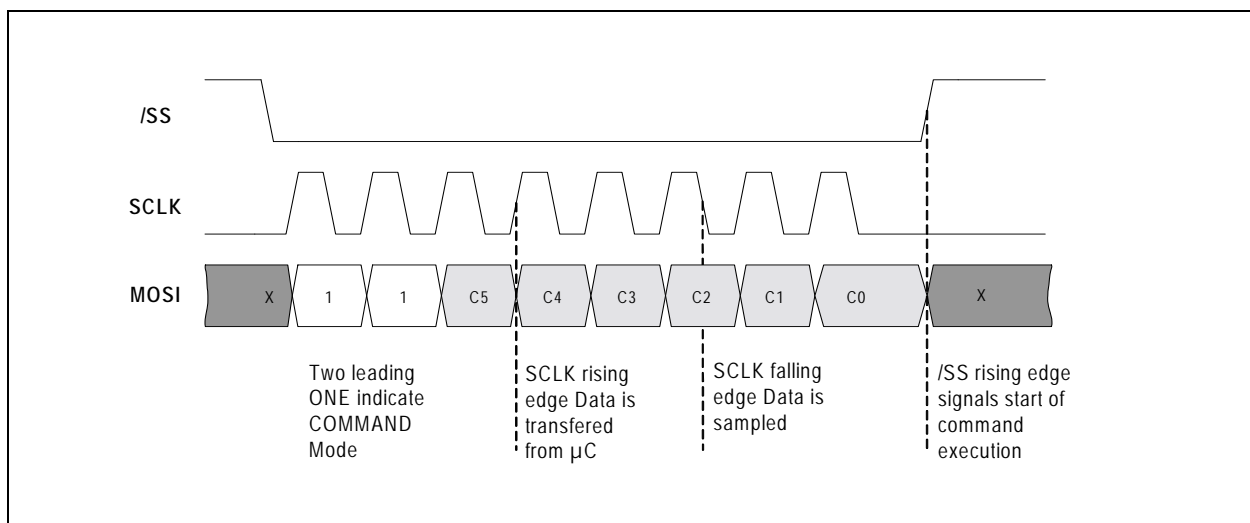 /SS
SCLK
MOSI
X
1
1
C5
C4
C3
C2
C1
C0
X
Two leading
ONE indicate
COMMAND
Mode
SCLK rising
edge Data is
transfered
from µC
SCLK falling
edge Data is
sampled
/SS rising edge
signals start of
command
execution